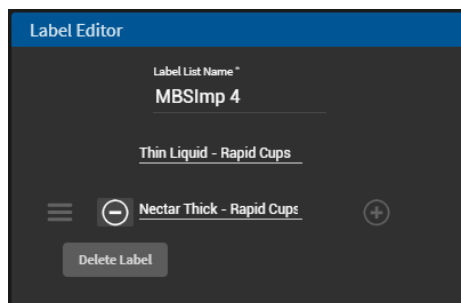 Label Editor
Label List Name *
MBSImp 4
Thin Liquid - Rapid Cups
Nectar Thick - Rapid Cups
Delete Label